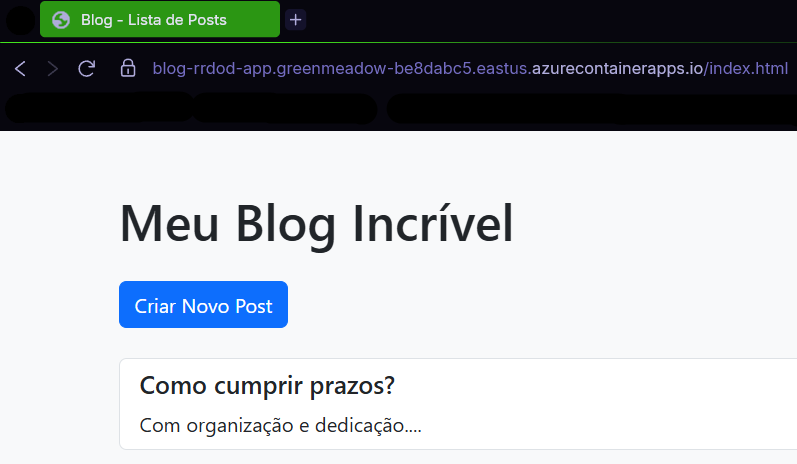 Blog - Lista de Posts
blog-rrdod-app.greenmeadow-be8dabc5.eastus.azurecontainerapps.io/index.html
Meu Blog Incrível
Criar Novo Post
Como cumprir prazos?
Com organização e dedicação....